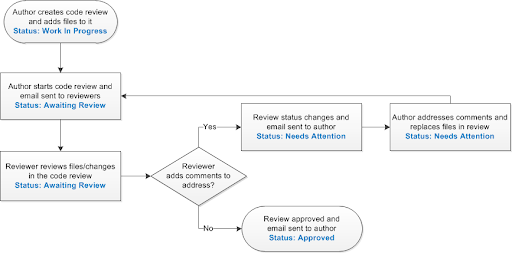 Author creates code review
and adds files to it
Status: Work In Progress
Author starts code review and
email sent to reviewers
Status: Awaiting Review
Review status changes and
email sent to author
Status: Needs Attention
Author addresses comments and
replaces files in review
Status: Needs Attention
Yes
Reviewer reviews files/changes
in the code review
Status: Awaiting Review
Reviewer
adds comments to
address?
No
Review approved and
email sent to author
Status: Approved